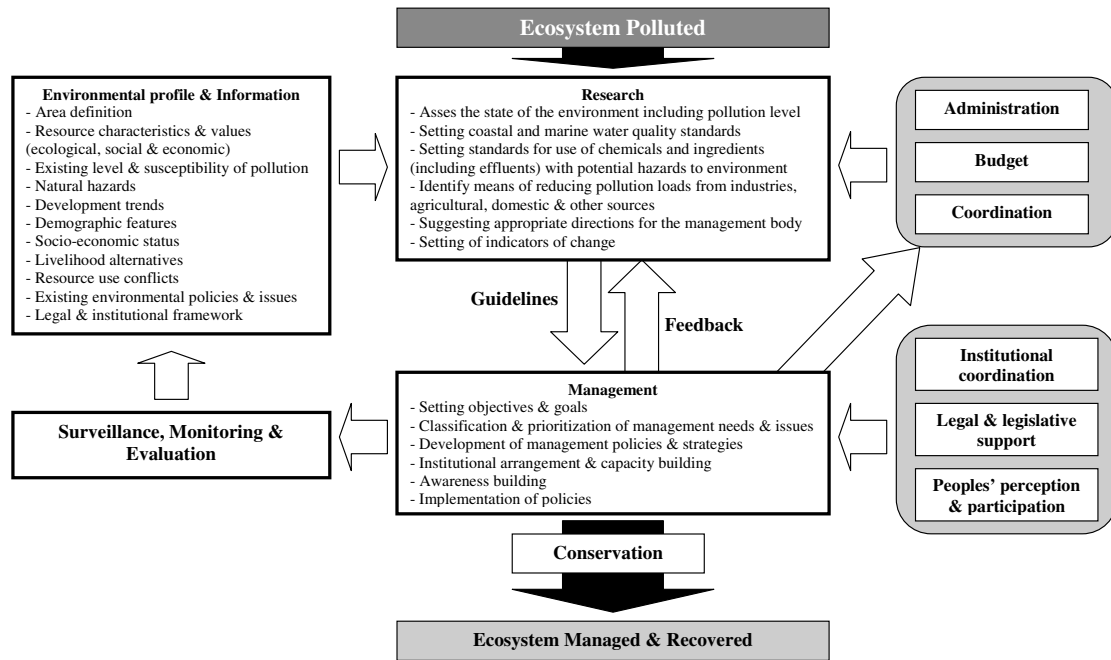 Ecosystem Polluted
Environmental profile & Information
- Area definition
- Resource characteristics & values
(ecological, social & economic)
- Existing level & susceptibility of pollution
- Natural hazards
- Development trends
- Demographic features
- Socio-economic status
- Livelihood alternatives
- Resource use conflicts
- Existing environmental policies & issues
- Legal & institutional framework
Research
- Asses the state of the environment including pollution level
- Setting coastal and marine water quality standards
- Setting standards for use of chemicals and ingredients
(including effluents) with potential hazards to environment
- Identify means of reducing pollution loads from industries,
agricultural, domestic & other sources
- Suggesting appropriate directions for the management body
- Setting of indicators of change
Administration
Budget
Coordination
Guidelines
Feedback
Surveillance, Monitoring &
Evaluation
Management
- Setting objectives & goals
- Classification & prioritization of management needs & issues
- Development of management policies & strategies
- Institutional arrangement & capacity building
- Awareness building
- Implementation of policies
Institutional
coordination
Legal & legislative
support
Peoples' perception
& participation
Conservation
Ecosystem Managed & Recovered